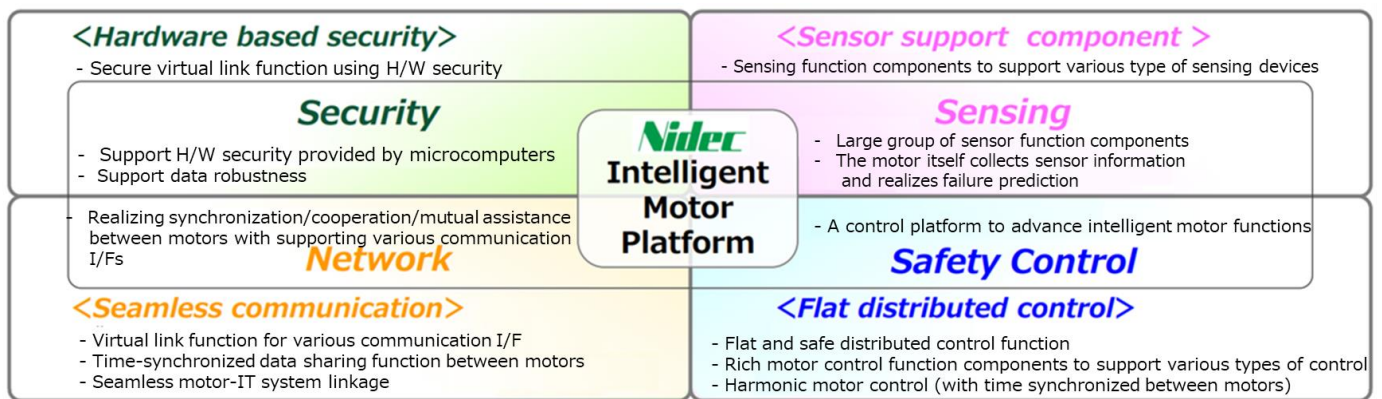 <Hardware based security>
- Secure virtual link function using H/W security
Security
- Support H/W security provided by microcomputers
- Support data robustness
<Sensor support component >
- Sensing function components to support various type of sensing devices
Sensing
- Large group of sensor function components
- The motor itself collects sensor information
and realizes failure prediction
Nidec
Intelligent
Motor
Platform
- Realizing synchronization/cooperation/mutual assistance
between motors with supporting various communication
I/Fs
Network
<Seamless communication>
- Virtual link function for various communication I/F
- Time-synchronized data sharing function between motors
- Seamless motor-IT system linkage
- A control platform to advance intelligent motor functions
Safety Control
<Flat distributed control>
- Flat and safe distributed control function
- Rich motor control function components to support various types of control
- Harmonic motor control (with time synchronized between motors)